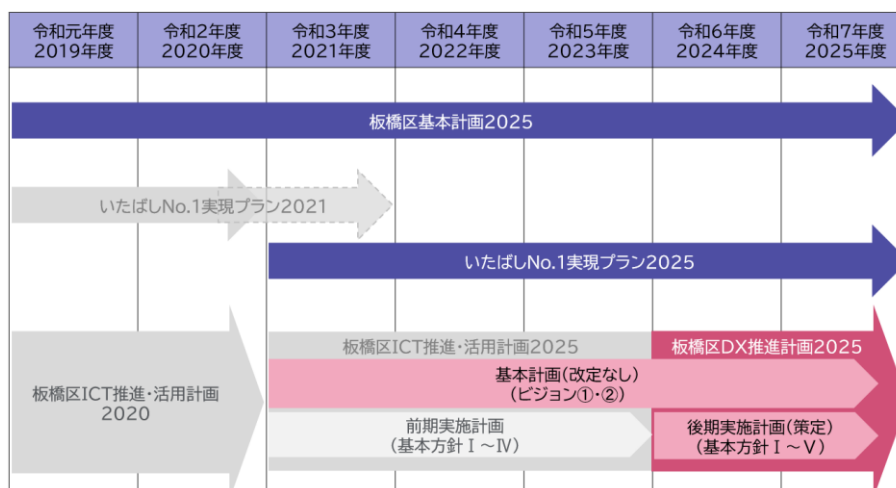 令和元年度
2019年度
令和2年度
2020年度
令和3年度
2021年度
令和4年度
2022年度
令和5年度
2023年度
令和6年度
2024年度
令和7年度
2025年度
板橋区基本計画2025
いたばしNo.1実現プラン2021
いたばしNo.1実現プラン2025
板橋区ICT推進・活用計画
2020
板橋区ICT推進・活用計画2025
板橋区DX推進計画2025
基本計画(改定なし)
(ビジョン①・②)
前期実施計画
(基本方針Ⅰ～Ⅳ)
後期実施計画(策定)
(基本方針Ⅰ～Ⅴ)